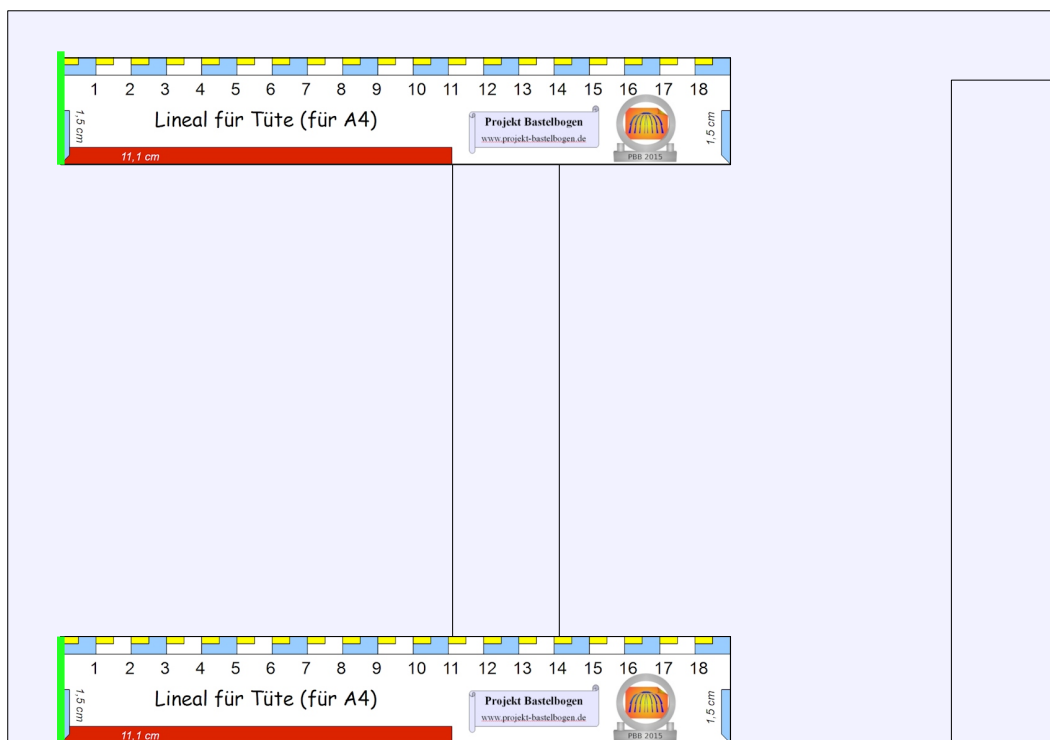 1 2 3 4 5 6 7 8 9 10 11 12 13 14 15 16 17 18
1,5 cm
Lineal für Tüte (für A4)
Projekt Bastelbogen
www.projekt-bastelbogen.de
1,5 cm
11,1 cm
PBB 2015
1 2 3 4 5 6 7 8 9 10 11 12 13 14 15 16 17 18
1,5 cm
Lineal für Tüte (für A4)
Projekt Bastelbogen
www.projekt-bastelbogen.de
1,5 cm
11,1 cm
PBB 2015